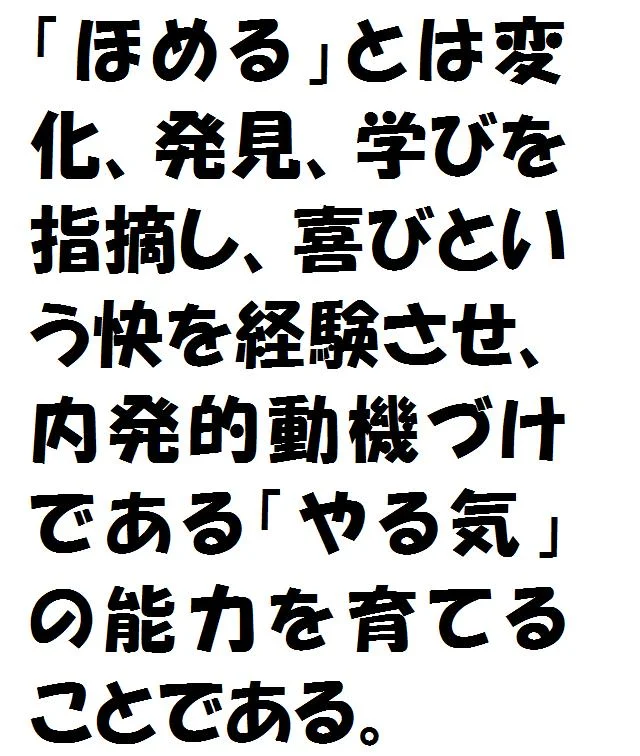 「ほめる」とは変
化、発見、学びを
指摘し、喜びとい
う快を経験させ、
内発的動機づけ
である「やる気」
の能力を育てる
ことである。